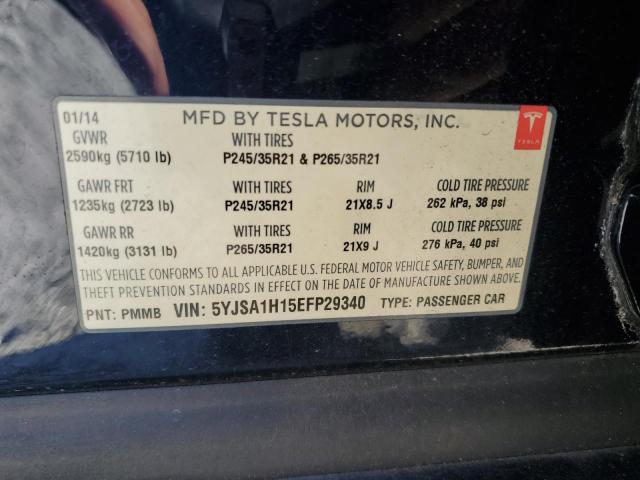 01/14 MFD BY TESLA MOTORS, INC.
GVWR WITH TIRES
2590kg (5710 lb) P245/35R21 & P265/35R21
TESLA
GAWR FRT WITH TIRES RIM COLD TIRE PRESSURE
1235kg (2723 lb) P245/35R21 21X8.5 J 262 kPa, 38 psi
GAWR RR WITH TIRES RIM COLD TIRE PRESSURE
1420kg (3131 lb) P265/35R21 21X9 J 276 kPa, 40 psi
THIS VEHICLE CONFORMS TO ALL APPLICABLE U.S. FEDERAL MOTOR VEHICLE SAFETY, BUMPER, AND
THEFT PREVENTION STANDARDS IN EFFECT ON THE DATE OF MANUFACTURE SHOWN ABOVE.
PNT: PMMB VIN: 5YJSA1H15EFP29340 TYPE: PASSENGER CAR